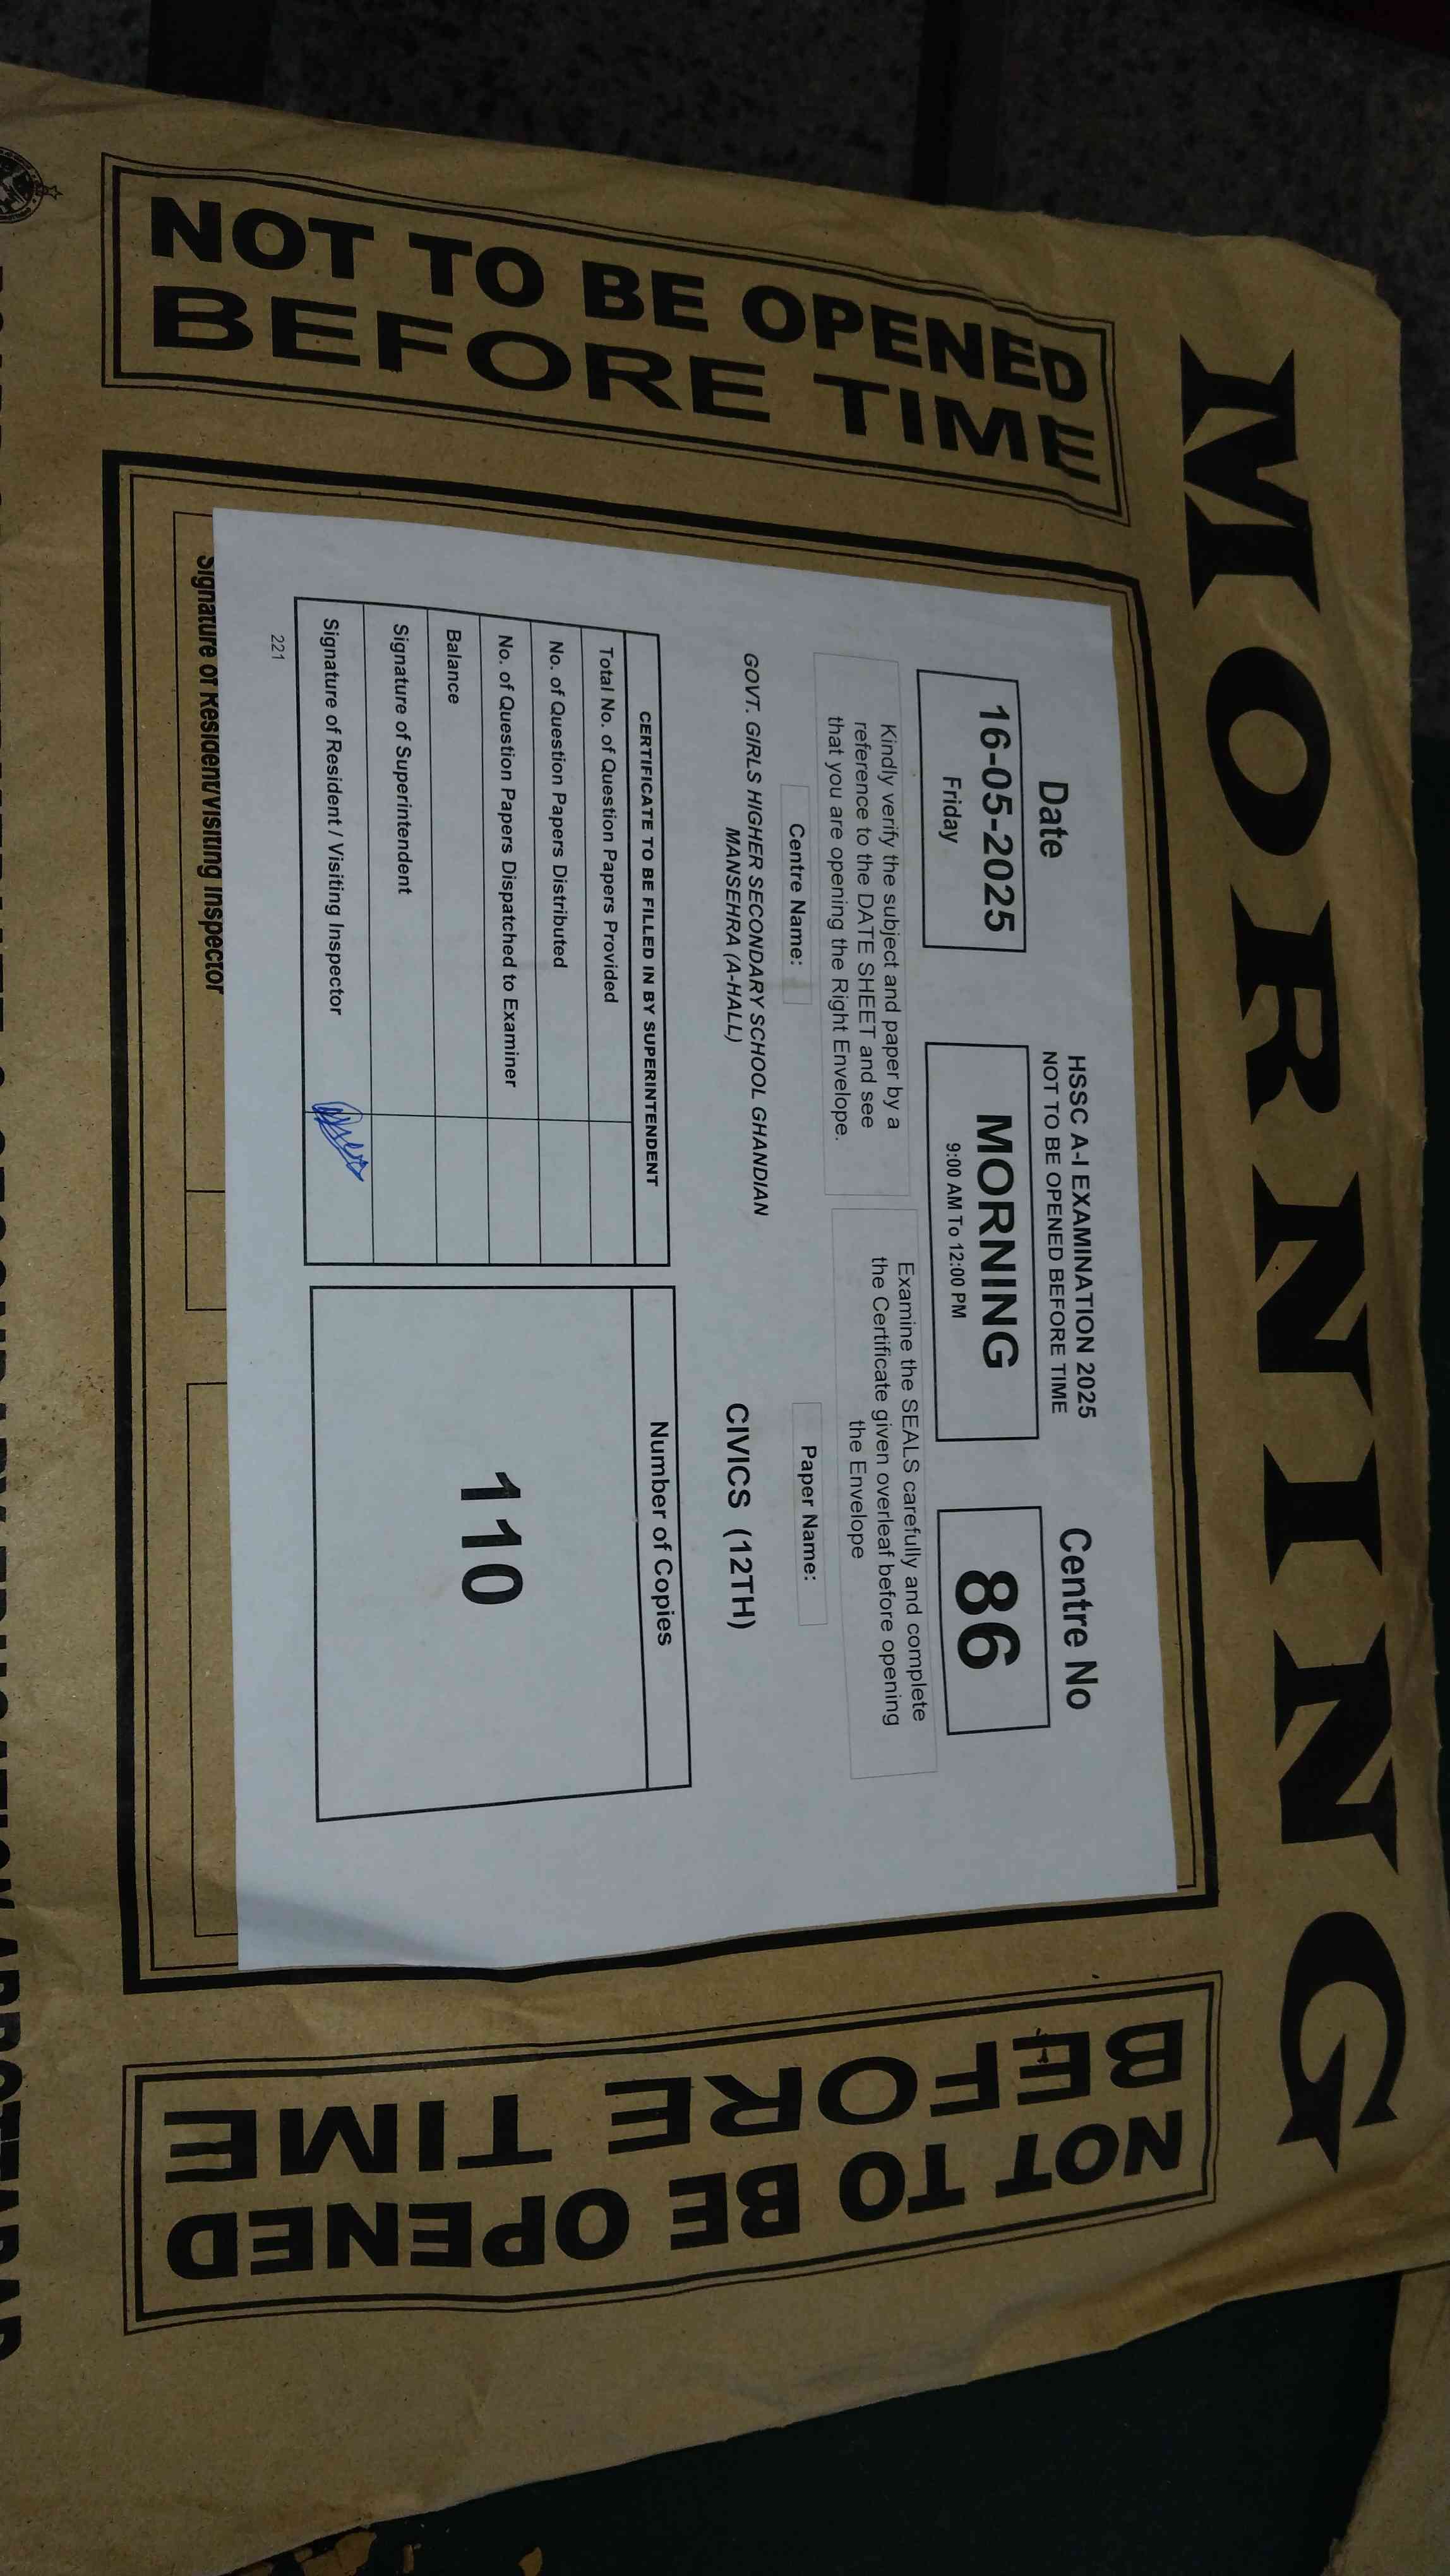 MORNING
NOT TO BE OPENED
BEFORE TIME
HSSC A-I EXAMINATION 2025
NOT TO BE OPENED BEFORE TIME
Date
16-05-2025
Friday
MORNING
9:00 AM To 12:00 PM
Centre No
86
Kindly verify the subject and paper by a
reference to the DATE SHEET and see
that you are opening the Right Envelope.
Examine the SEALS carefully and complete
the Certificate given overleaf before opening
the Envelope
Centre Name:
GOVT. GIRLS HIGHER SECONDARY SCHOOL GHANDIAN
MANSEHRA (A-HALL)
Paper Name:
CIVICS (12TH)
CERTIFICATE TO BE FILLED IN BY SUPERINTENDENT
Total No. of Question Papers Provided
No. of Question Papers Distributed
No. of Question Papers Dispatched to Examiner
Balance
Signature of Superintendent
Signature of Resident / Visiting Inspector
Number of Copies
110
221
Signature of Resident/Visiting Inspector
NOT TO BE OPENED
BEFORE TIME